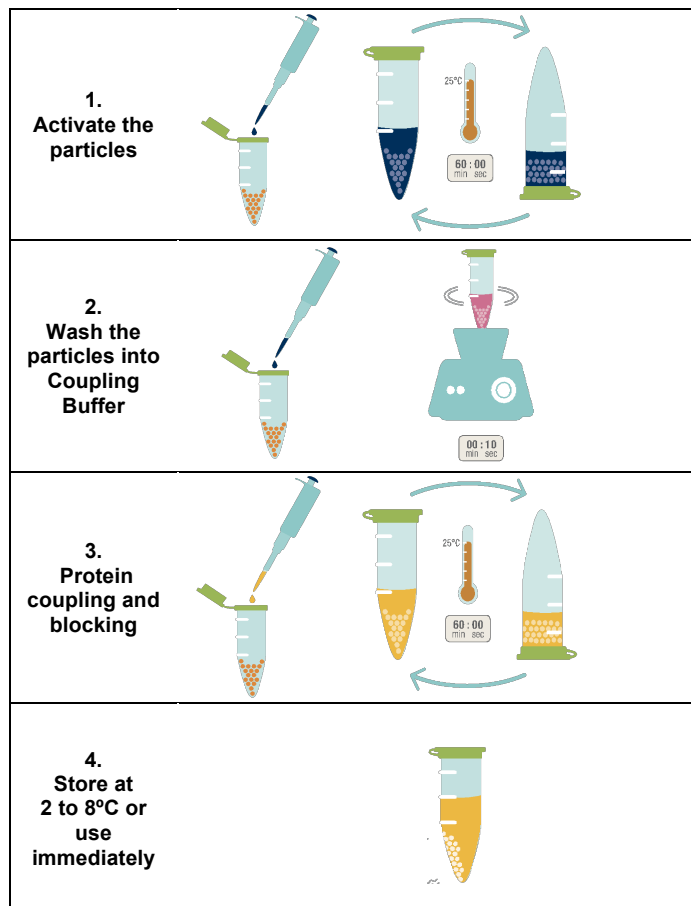 1.
Activate the
particles
25°C
60:00
min sec
2.
Wash the
particles into
Coupling
Buffer
00:10
min sec
3.
Protein
coupling and
blocking
25°C
60:00
min sec
4.
Store at
2 to 8ºC or
use
immediately